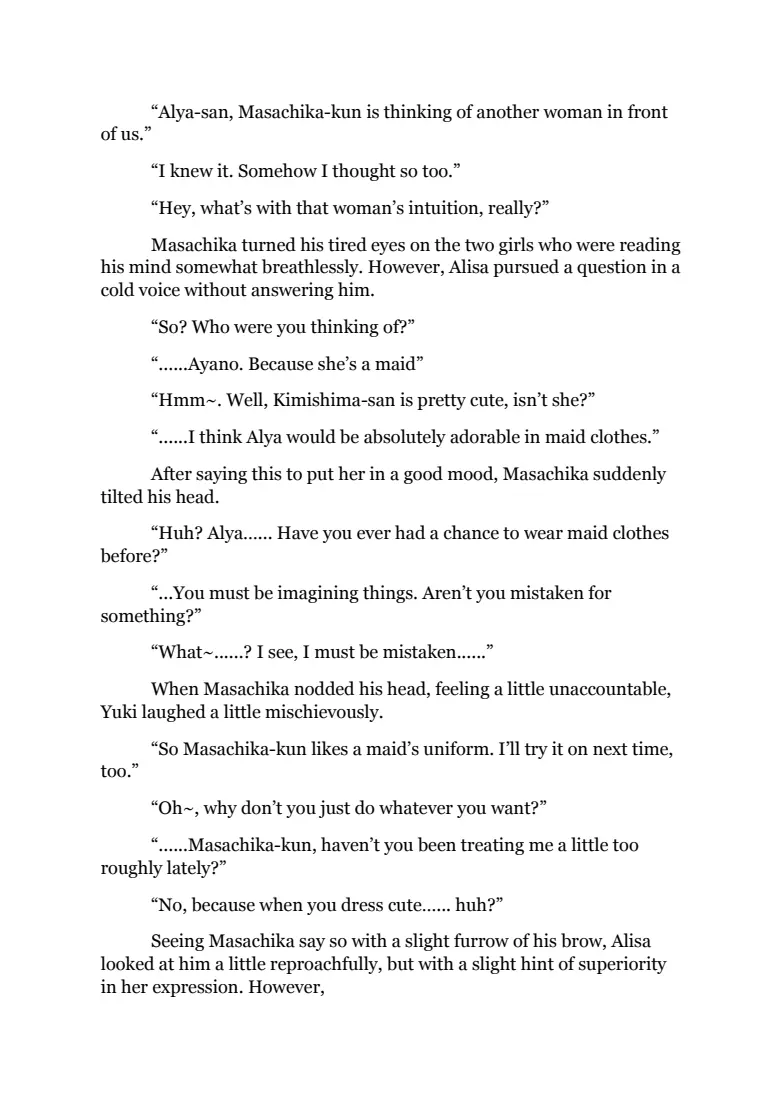 “Alya-san, Masachika-kun is thinking of another woman in front
of us.”
“I knew it. Somehow I thought so too.”
“Hey, what’s with that woman’s intuition, really?”
Masachika turned his tired eyes on the two girls who were reading
his mind somewhat breathlessly. However, Alisa pursued a question in a
cold voice without answering him.
“So? Who were you thinking of?”
“......Ayano. Because she’s a maid”
“Hmm~. Well, Kimishima-san is pretty cute, isn’t she?”
“......I think Alya would be absolutely adorable in maid clothes.”
After saying this to put her in a good mood, Masachika suddenly
tilted his head.
“Huh? Alya...... Have you ever had a chance to wear maid clothes
before?”
“...You must be imagining things. Aren’t you mistaken for
something?”
“What~......? I see, I must be mistaken......”
When Masachika nodded his head, feeling a little unaccountable,
Yuki laughed a little mischievously.
“So Masachika-kun likes a maid’s uniform. I’ll try it on next time,
too.”
“Oh~, why don’t you just do whatever you want?”
“......Masachika-kun, haven’t you been treating me a little too
roughly lately?”
“No, because when you dress cute...... huh?”
Seeing Masachika say so with a slight furrow of his brow, Alisa
looked at him a little reproachfully, but with a slight hint of superiority
in her expression. However,